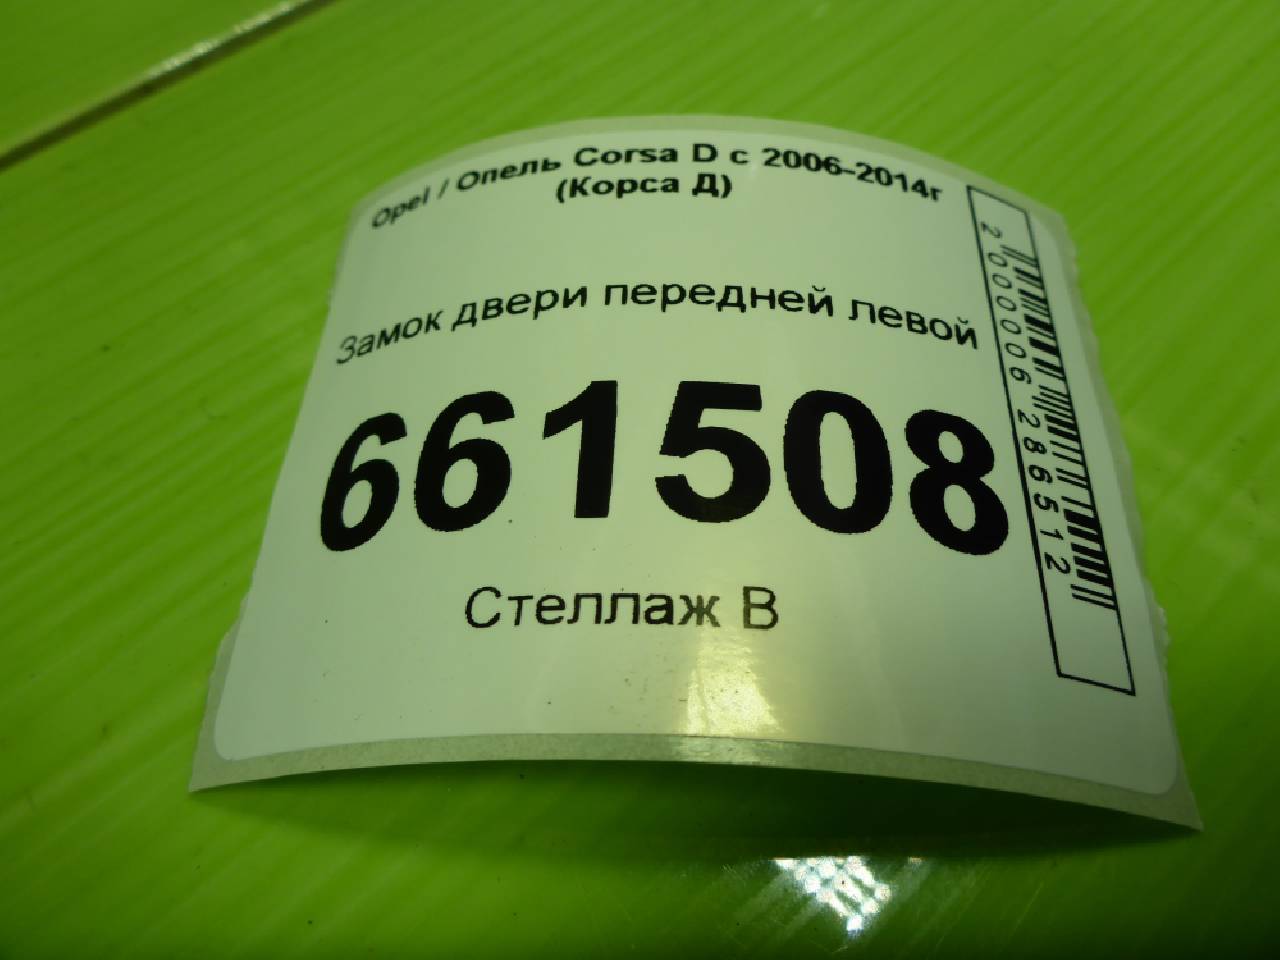 Opel / Опель Corsa D с 2006-2014г
(Корса Д)
Замок двери передней левой
661508
Стеллаж В
2000006286512